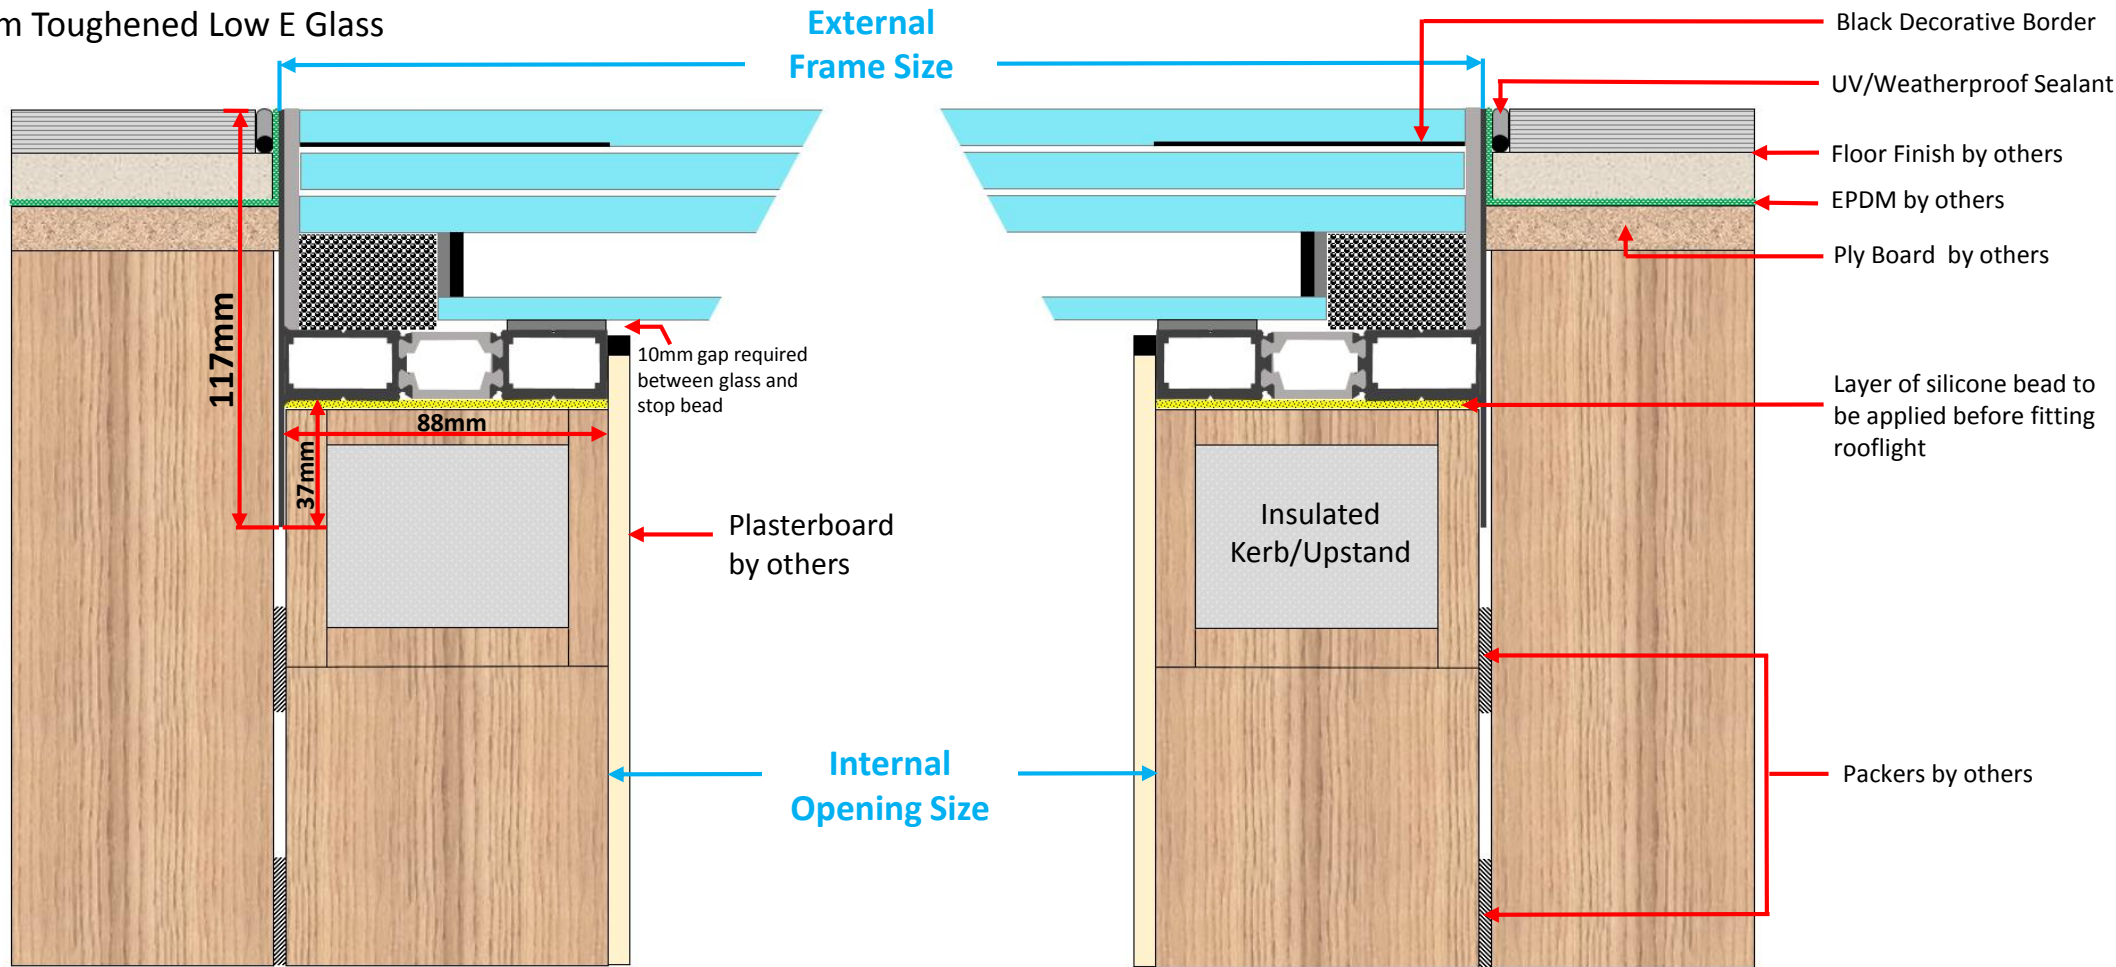 m Toughened Low E Glass
External
Frame Size
Black Decorative Border
UV/Weatherproof Sealant
Floor Finish by others
EPDM by others
Ply Board by others
117mm
10mm gap required
between glass and
stop bead
88mm
37mm
Layer of silicone bead to
be applied before fitting
rooflight
Plasterboard
by others
Insulated
Kerb/Upstand
Internal
Opening Size
Packers by others